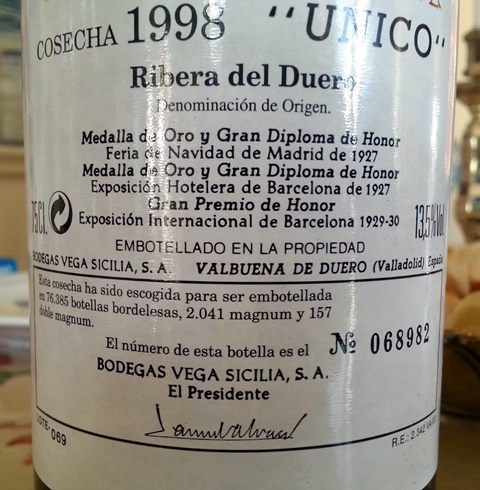 COSECHA 1998 "UNICO"
Ribera del Duero
Denominación de Origen.
Medalla de Oro y Gran Diploma de Honor
Feria de Navidad de Madrid de 1927
Medalla de Oro y Gran Diploma de Honor
Exposición Hotelera de Barcelona de 1927
Gran Premio de Honor
75Cl. Exposición Internacional de Barcelona 1929-30 13,5%Vol.
EMBOTELLADO EN LA PROPIEDAD
BODEGAS VEGA SICILIA, S. A. VALBUENA DE DUERO (Valladolid) España
Esta cosecha ha sido escogida para ser embotellada
en 76.385 botellas bordelesas, 2.041 magnum y 157
doble magnum.
El número de esta botella es el Nº 068982
BODEGAS VEGA SICILIA, S. A.
El Presidente
LOTE-069
R.E.: 2.342 VA